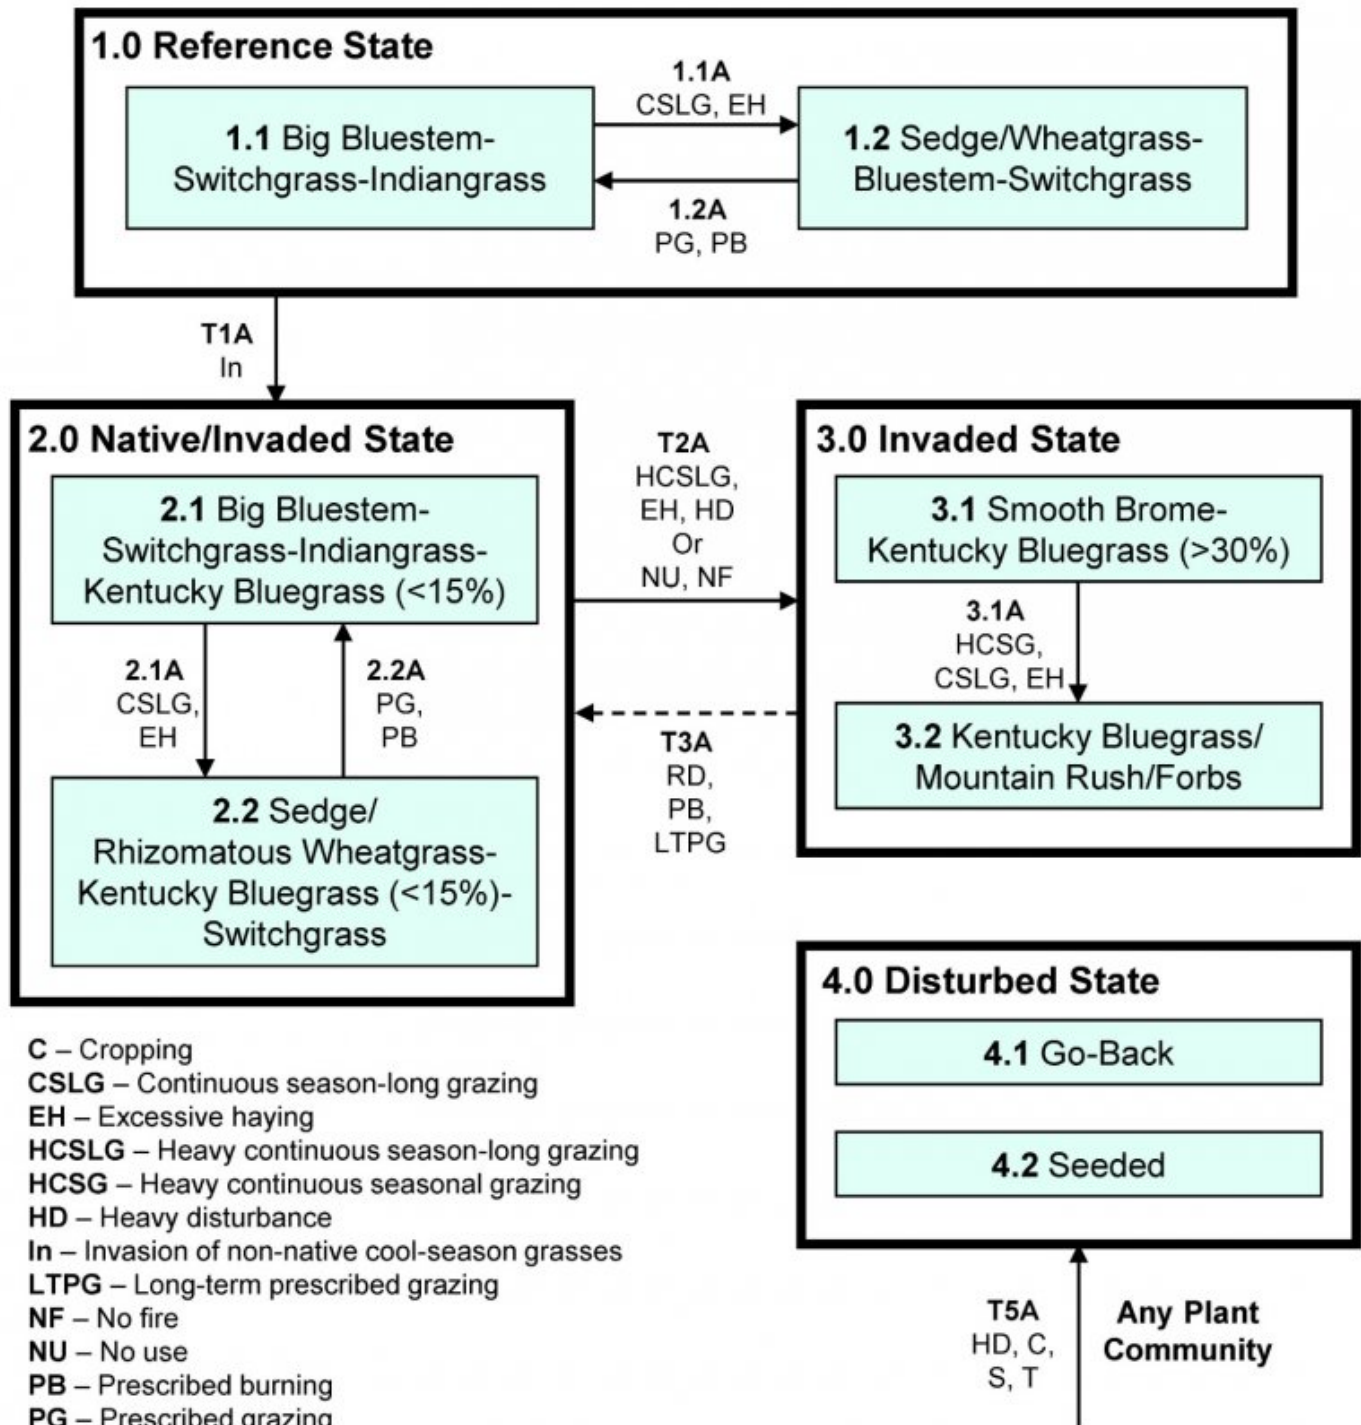 1.0 Reference State
1.1 Big Bluestem-
Switchgrass-Indiangrass
1.1A
CSLG, EH
1.2 Sedge/Wheatgrass-
Bluestem-Switchgrass
1.2A
PG, PB
T1A
In
2.0 Native/Invaded State
2.1 Big Bluestem-
Switchgrass-Indiangrass-
Kentucky Bluegrass (<15%)
2.1A
CSLG,
EH
2.2A
PG,
PB
2.2 Sedge/
Rhizomatous Wheatgrass-
Kentucky Bluegrass (<15%)-
Switchgrass
T2A
HCSLG,
EH, HD
Or
NU, NF
T3A
RD,
PB,
LTPG
3.0 Invaded State
3.1 Smooth Brome-
Kentucky Bluegrass (>30%)
3.1A
HCSG,
CSLG, EH
3.2 Kentucky Bluegrass/
Mountain Rush/Forbs
4.0 Disturbed State
4.1 Go-Back
4.2 Seeded
T5A
HD, C,
S, T
Any Plant
Community
C – Cropping
CSLG – Continuous season-long grazing
EH – Excessive haying
HCSLG – Heavy continuous season-long grazing
HCSG – Heavy continuous seasonal grazing
HD – Heavy disturbance
In – Invasion of non-native cool-season grasses
LTPG – Long-term prescribed grazing
NF – No fire
NU – No use
PB – Prescribed burning
PG – Prescribed grazing